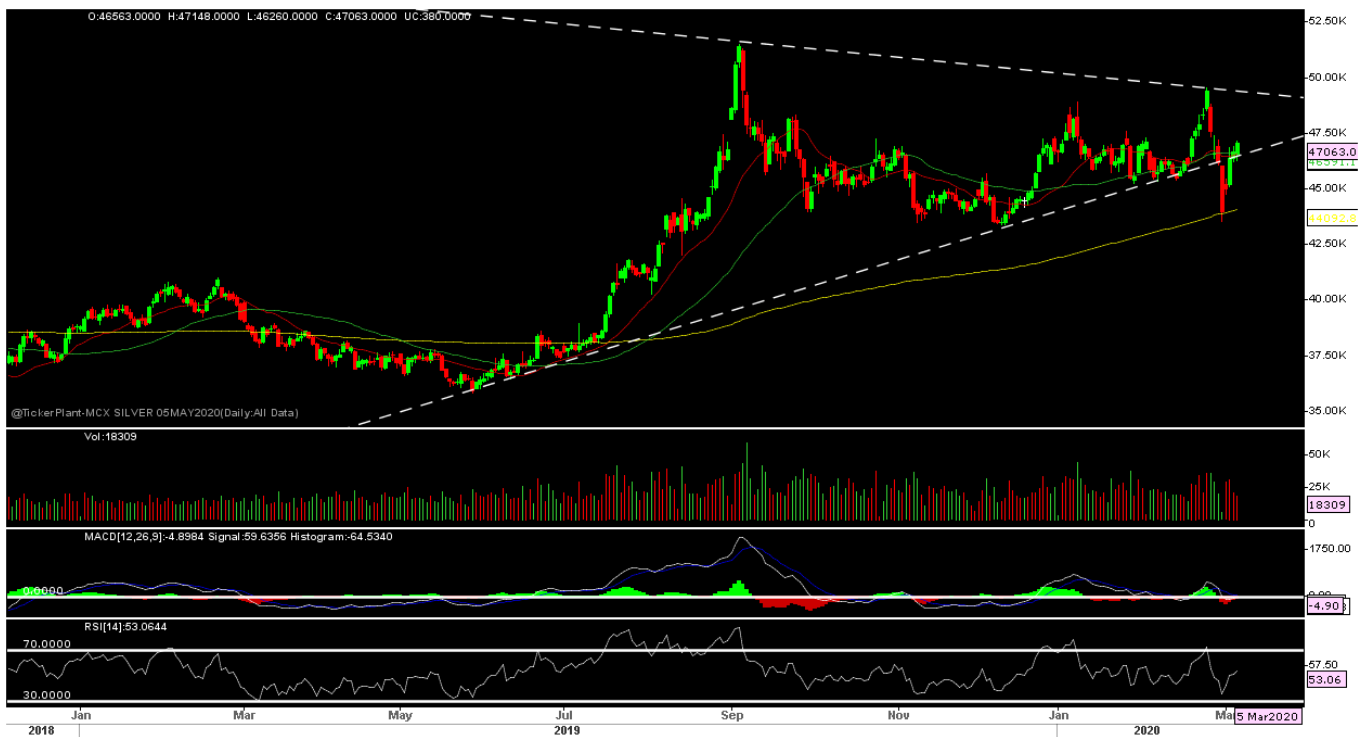 O:46563.0000 H:47148.0000 L:46260.0000 C:47063.0000 UC:380.0000
52.50K
50.00K
47.50K
47063.0
46591.1
45.00K
44092.8
42.50K
40.00K
37.50K
35.00K
@TickerPlant-MCX SILVER 05MAY2020(Daily:All Data)
Vol:18309
50K
25K
18309
0
MACD[12,26,9]:-4.8984 Signal:59.6356 Histogram:-64.5340
1750.00
0.0000
-4.90
RSI[14]:53.0644
70.0000
57.50
53.06
30.0000
Jan Mar May Jul Sep Nov Jan 5 Mar2020
2018 2019 2020